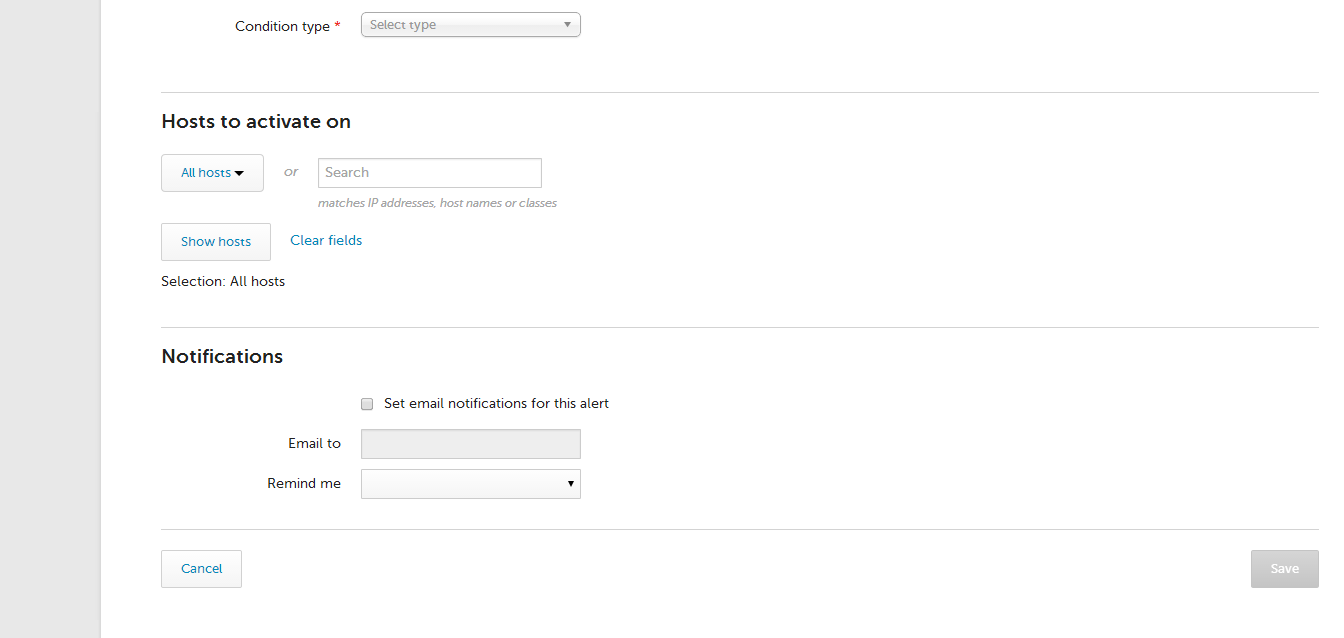 Condition type * Select type
Hosts to activate on
All hosts or Search
matches IP addresses, host names or classes
Show hosts Clear fields
Selection: All hosts
Notifications
Set email notifications for this alert
Email to
Remind me
Cancel Save